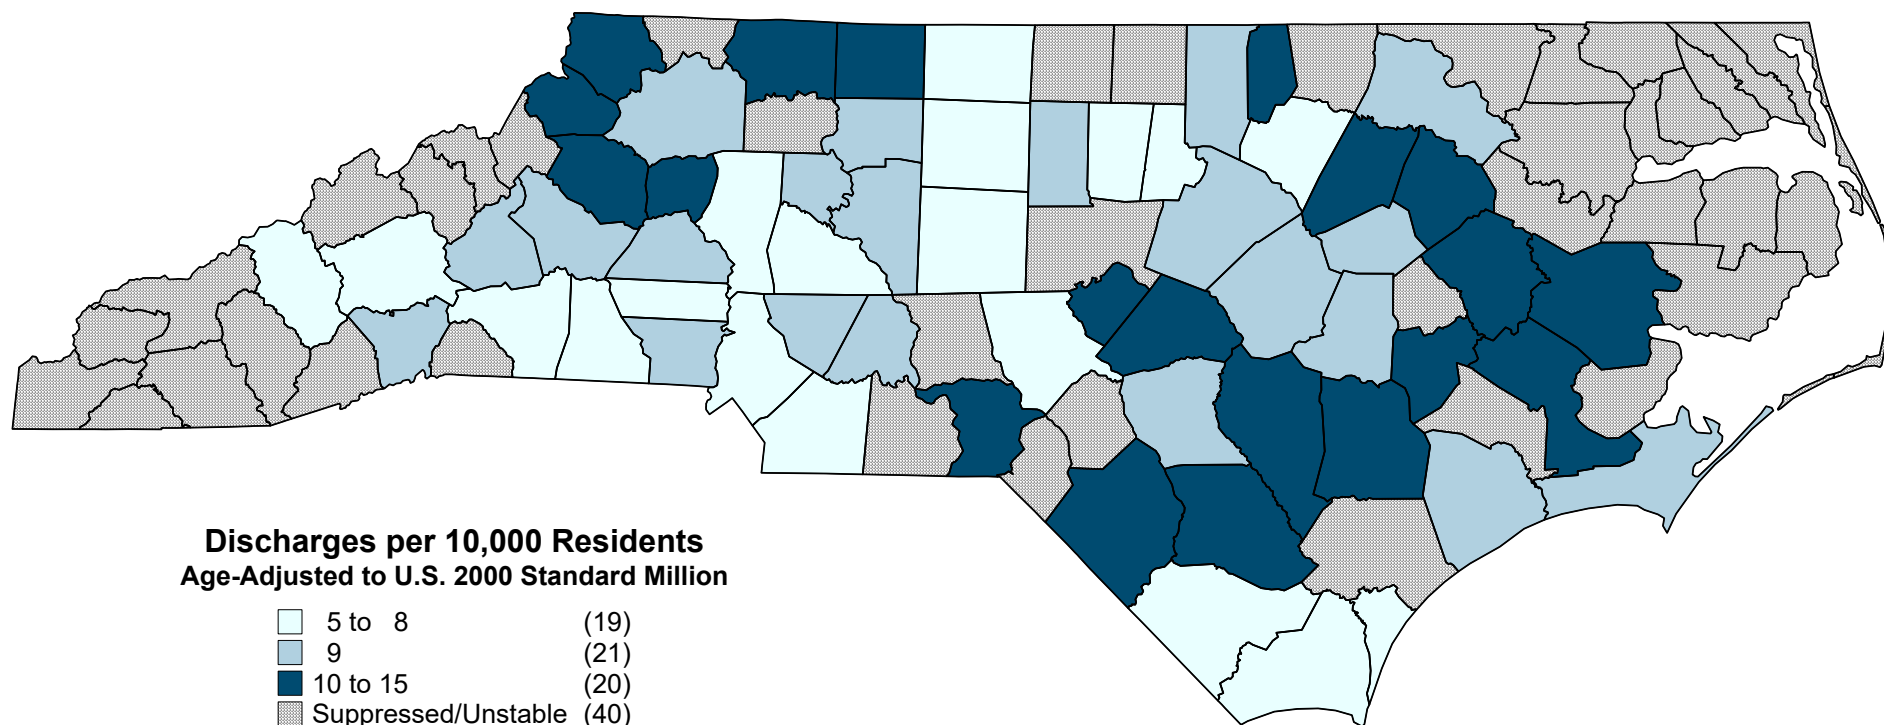 Discharges per 10,000 Residents
Age-Adjusted to U.S. 2000 Standard Million
5 to 8 (19)
9 (21)
10 to 15 (20)
Suppressed/Unstable (40)